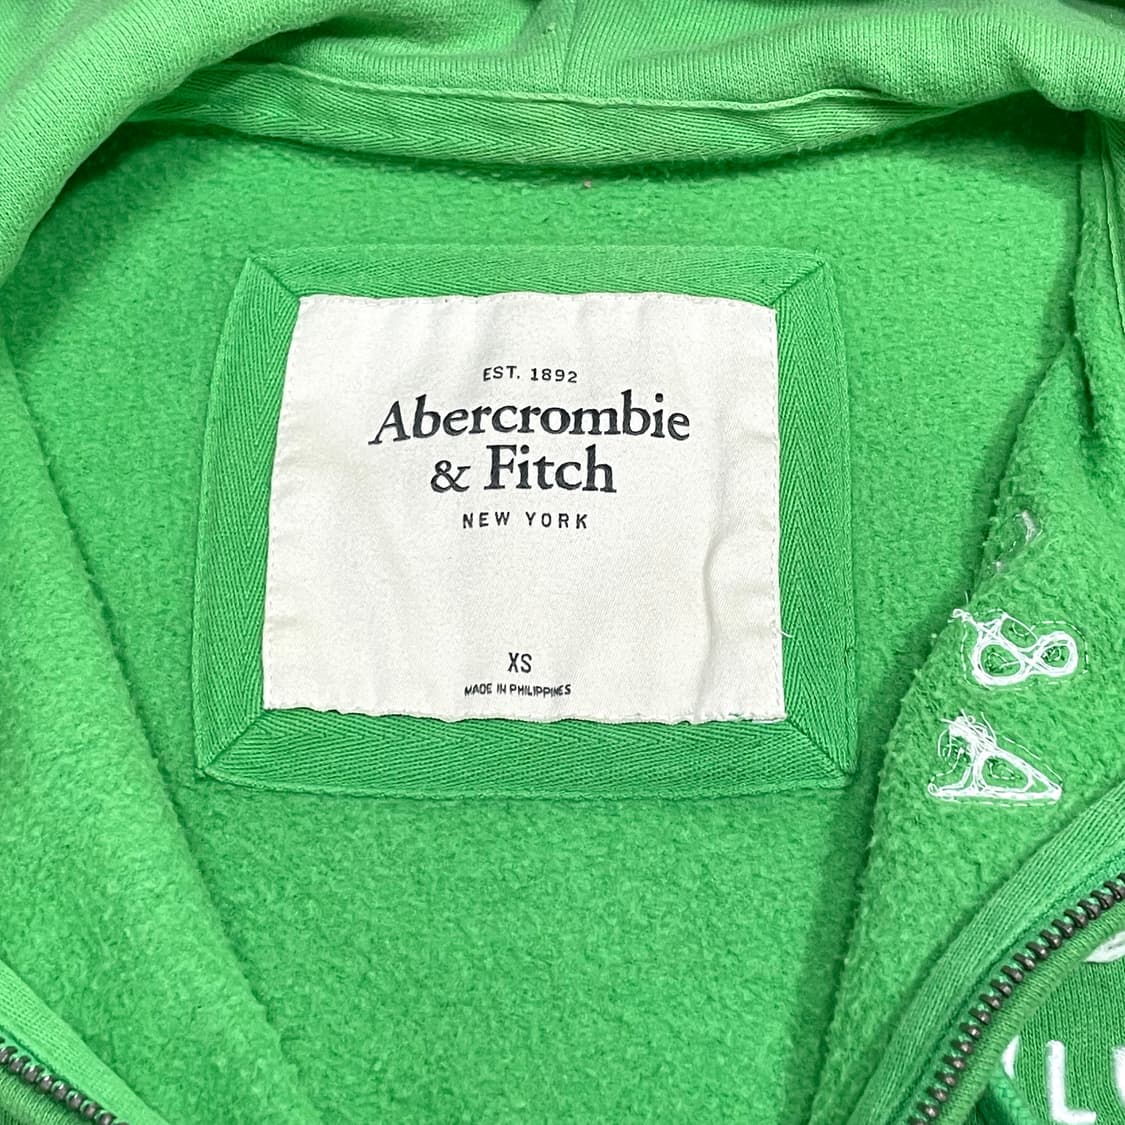 EST. 1892
Abercrombie
& Fitch
NEW YORK
XS
MADE IN PHILIPPINES